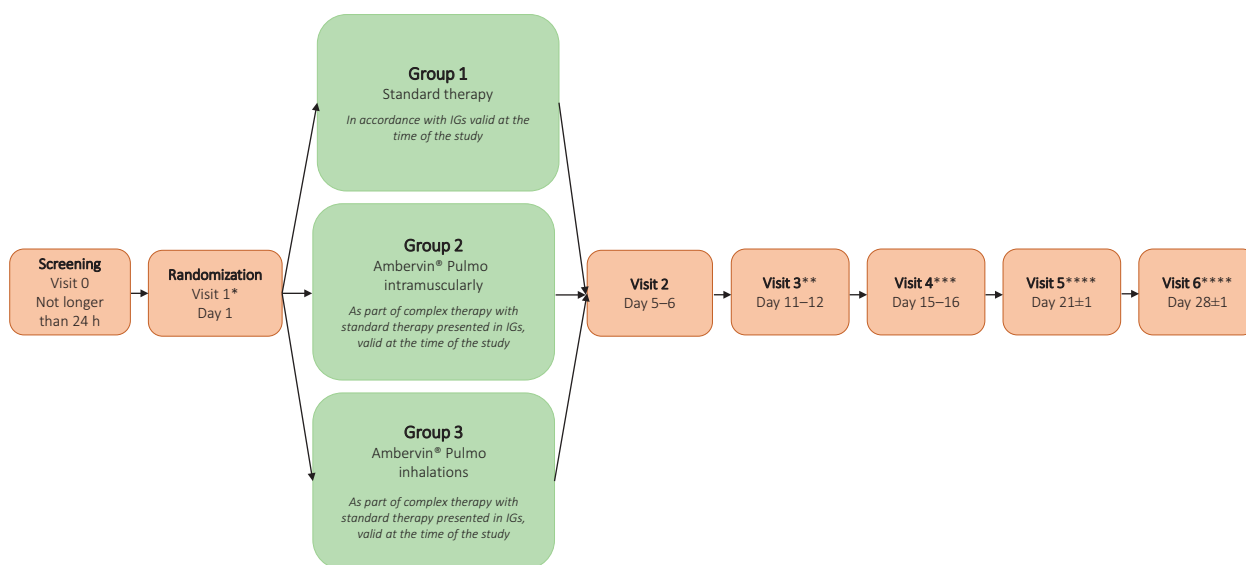 Screening
Visit 0
Not longer
than 24 h
Randomization
Visit 1*
Day 1
Group 1
Standard therapy
In accordance with IGs valid at the
time of the study
Group 2
Ambervin® Pulmo
intramuscularly
As part of complex therapy with
standard therapy presented in IGs,
valid at the time of the study
Group 3
Ambervin® Pulmo
inhalations
As part of complex therapy with
standard therapy presented in IGs,
valid at the time of the study
Visit 2
Day 5–6
Visit 3**
Day 11–12
Visit 4***
Day 15–16
Visit 5****
Day 21±1
Visit 6****
Day 28±1